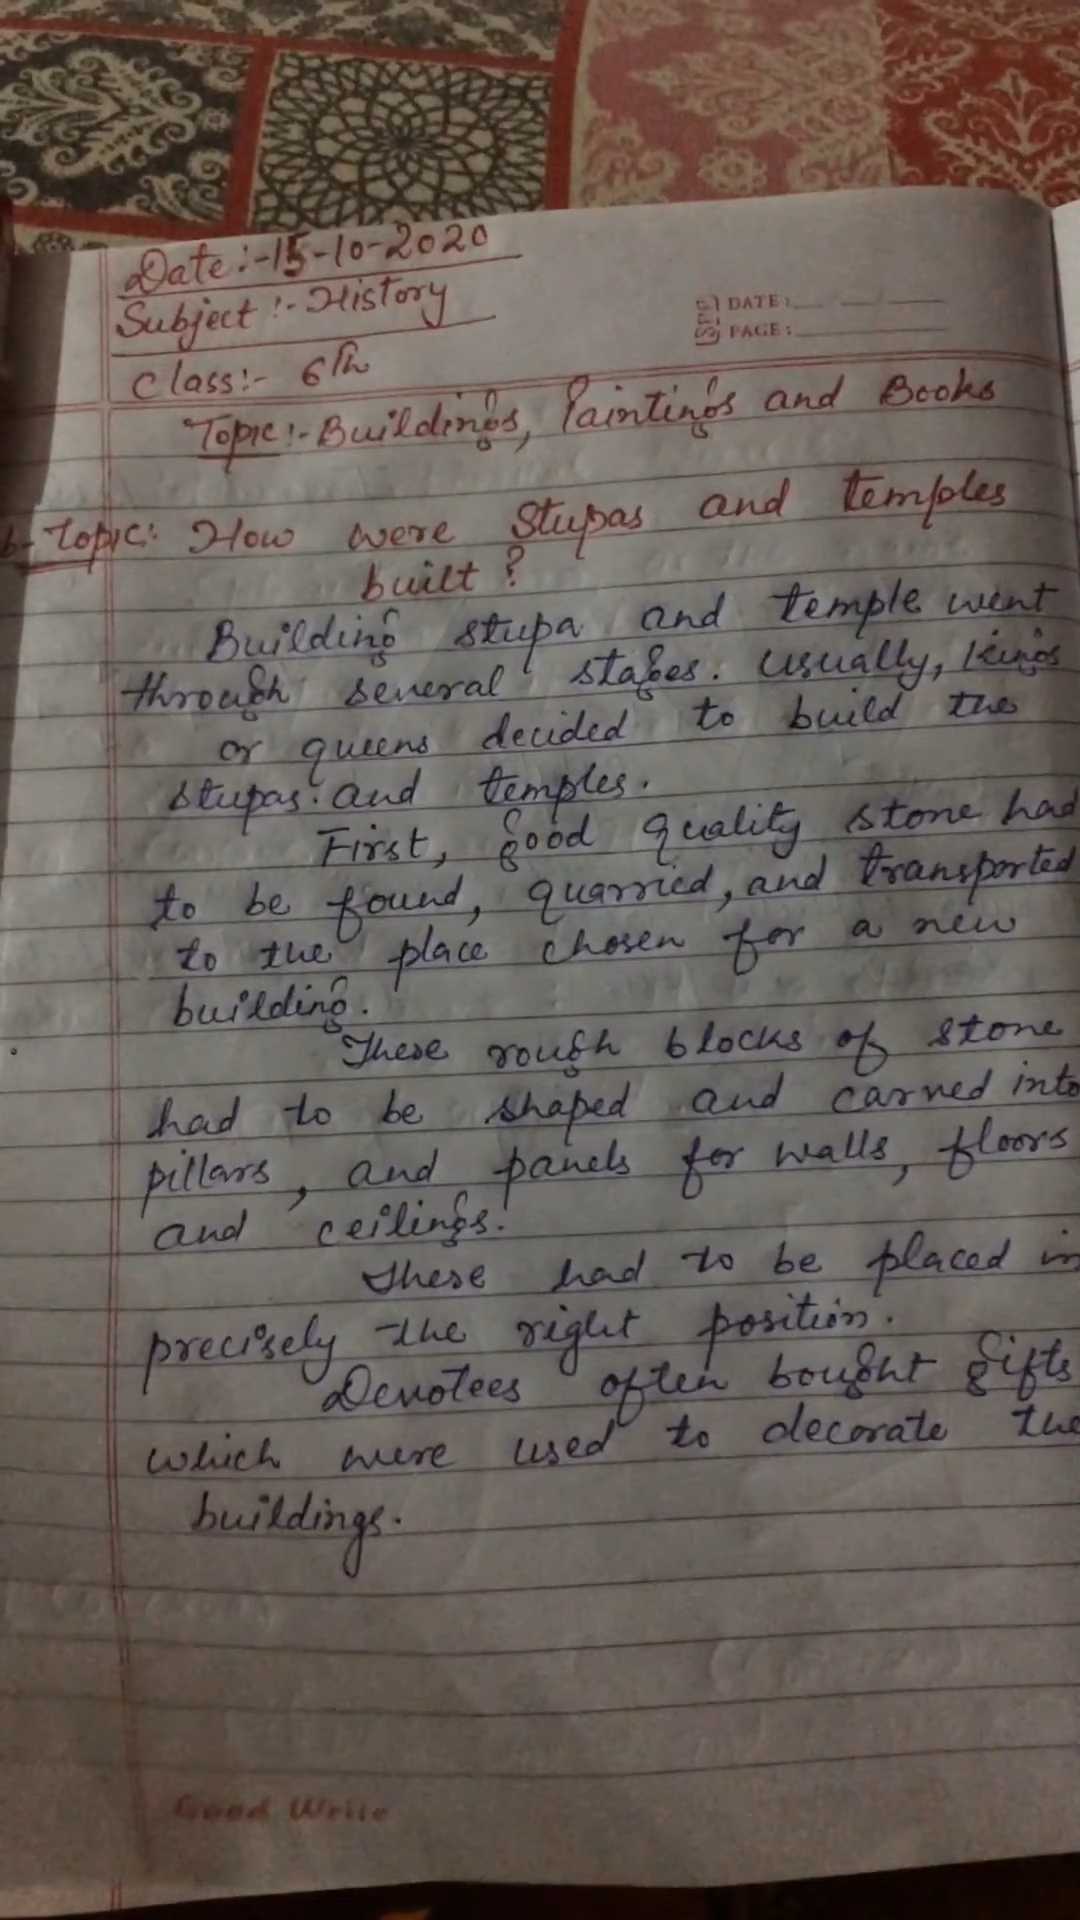 Date:-15-10-2020
Subject:- History
DATE:
PAGE:
Class:- 6th
Topic:- Buildings, Paintings and Books
Topic: How were Stupas and temples
built?
Building stupa and temple went
through several stages. Usually, kings
or queens decided to build the
stupas and temples.
First, good quality stone had
to be found, quarried, and transported
to the place chosen for a new
building.
These rough blocks of stone
had to be shaped and carved into
pillars, and panels for walls, floors
and ceilings.
These had to be placed in
precisely the right position.
Devotees often bought gifts
which were used to decorate the
buildings.
Good Write